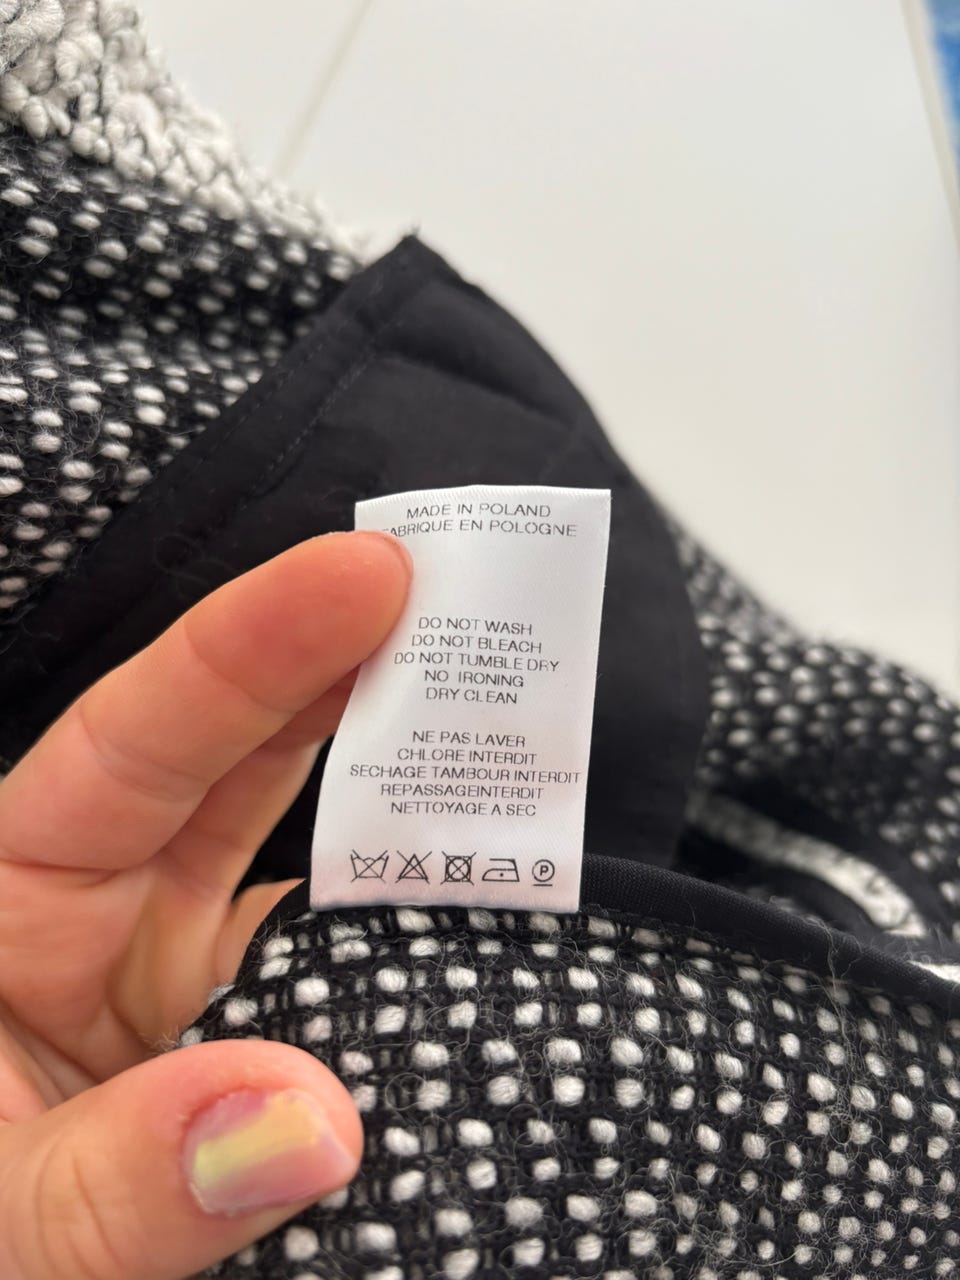 MADE IN POLAND
FABRIQUE EN POLOGNE
DO NOT WASH
DO NOT BLEACH
DO NOT TUMBLE DRY
NO IRONING
DRY CLEAN
NE PAS LAVER
CHLORE INTERDIT
SECHAGE TAMBOUR INTERDIT
REPASSAGEINTERDIT
NETTOYAGE A SEC
P